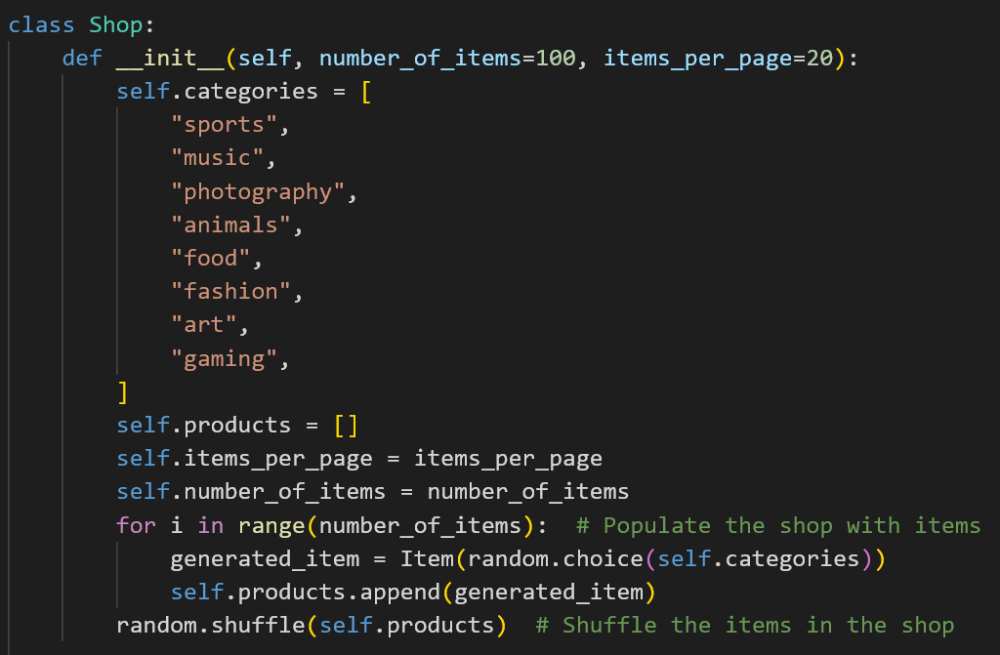 class Shop:
    def __init__(self, number_of_items=100, items_per_page=20):
        self.categories = [
            "sports",
            "music",
            "photography",
            "animals",
            "food",
            "fashion",
            "art",
            "gaming",
        ]
        self.products = []
        self.items_per_page = items_per_page
        self.number_of_items = number_of_items
        for i in range(number_of_items):  # Populate the shop with items
            generated_item = Item(random.choice(self.categories))
            self.products.append(generated_item)
        random.shuffle(self.products)  # Shuffle the items in the shop